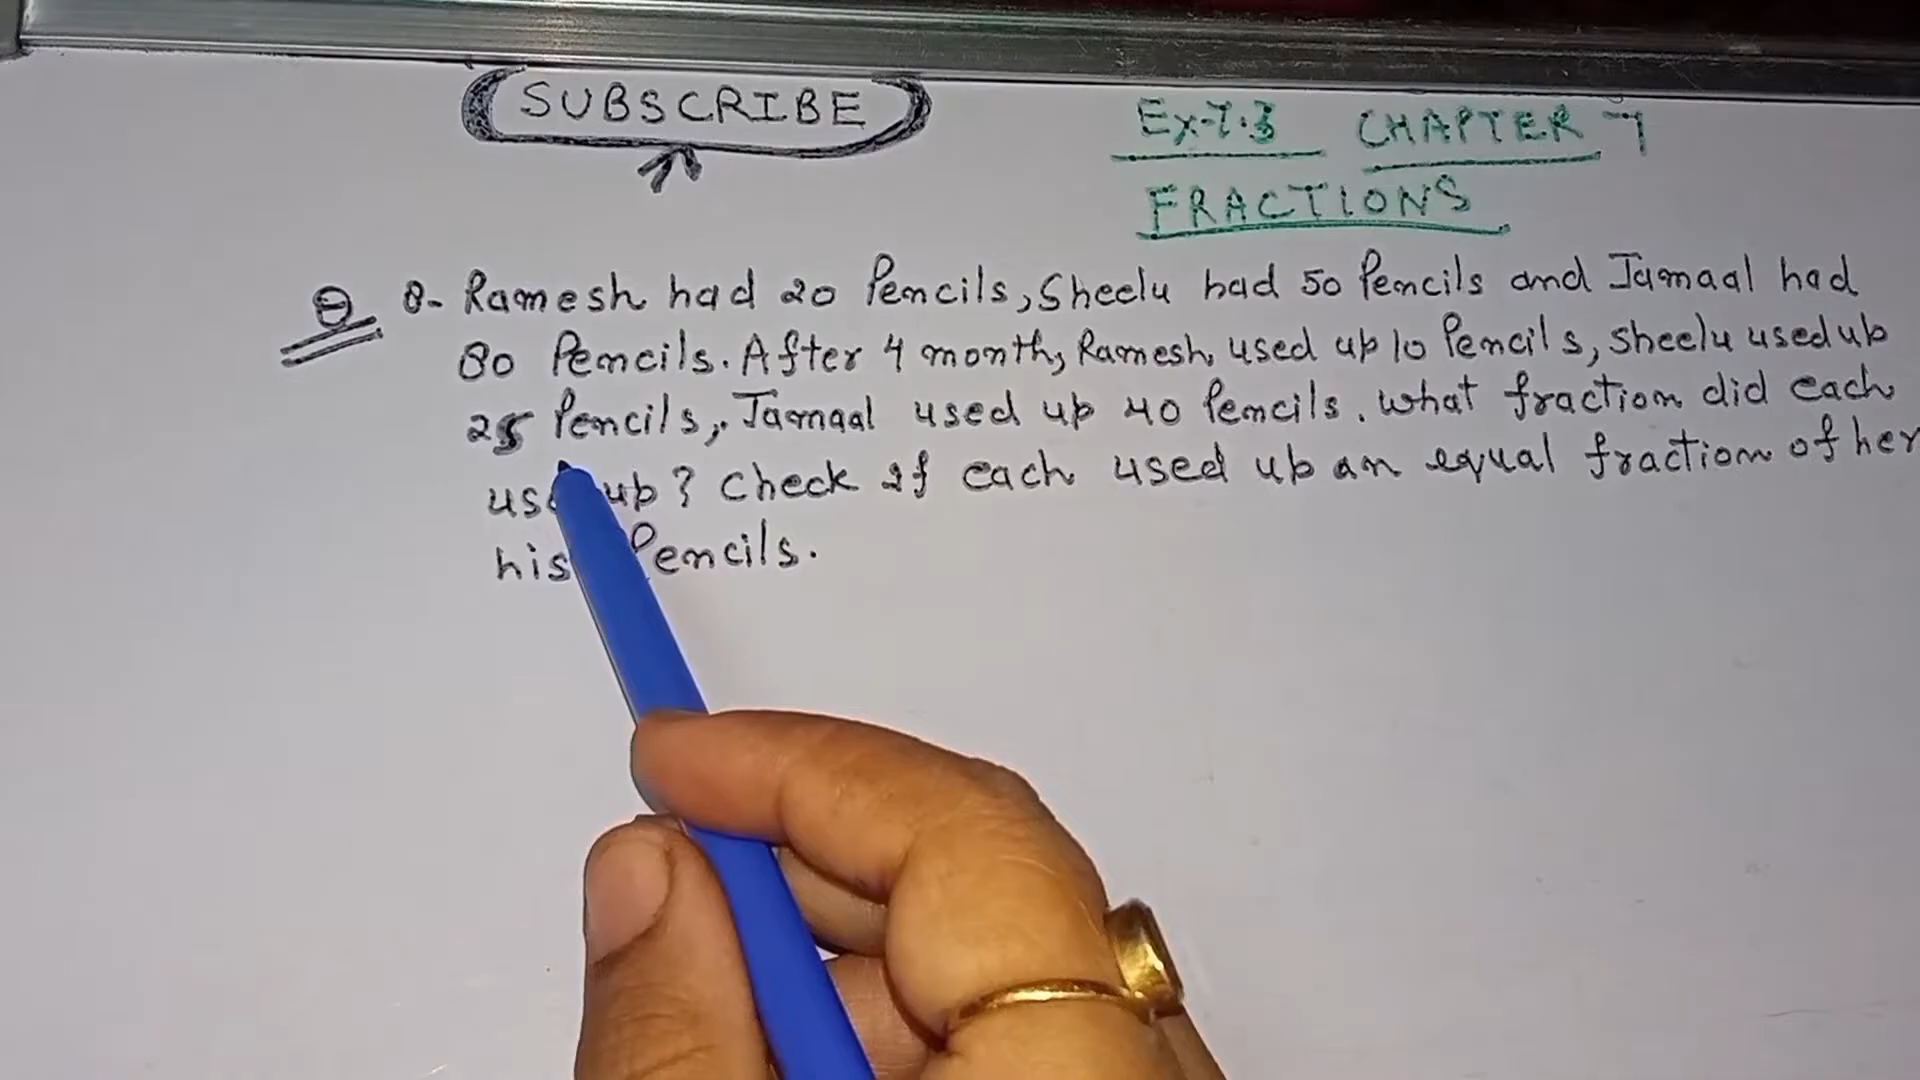 SUBSCRIBE
Ex-7.3 CHAPTER 7
FRACTIONS
Q 8- Ramesh had 20 Pencils, Sheelu had 50 Pencils and Jamaal had
80 Pencils. After 4 month, Ramesh used up 10 Pencils, Sheelu used up
25 Pencils, Jamaal used up 40 Pencils. What fraction did each
used up? Check If each used up an equal fraction of her
his Pencils.